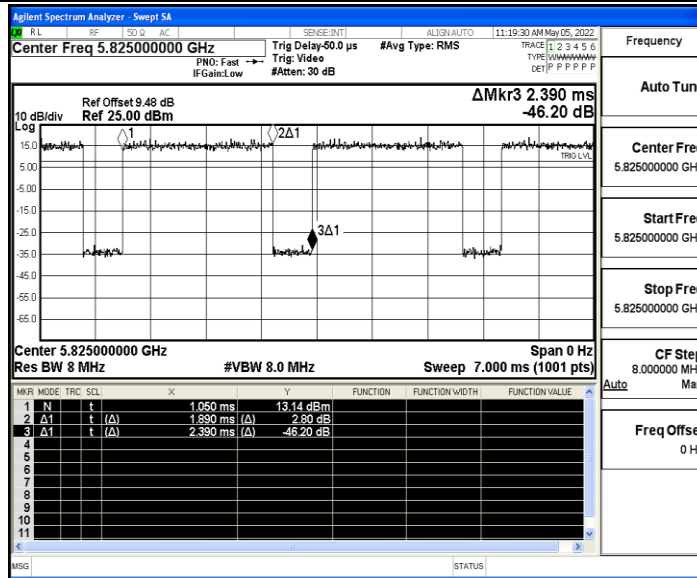 Agilent Spectrum Analyzer - Swept SA
RL RF 50 Ω AC SENSE:INT ALIGN AUTO 11:19:30 AM May 05, 2022
Center Freq 5.825000000 GHz Trig Delay-50.0 µs #Avg Type: RMS TRACE 1 2 3 4 5 6
PNO: Fast Trig: Video TYPE WWWWWW
IFGain:Low #Atten: 30 dB DET P P P P P P
Ref Offset 9.48 dB ΔMkr3 2.390 ms
10 dB/div Ref 25.00 dBm -46.20 dB
Log
1 2Δ1
15.0
TRIG LVL
5.00
-5.00
-15.0
-25.0 3Δ1
-35.0
-45.0
-55.0
-65.0
Center 5.825000000 GHz Span 0 Hz
Res BW 8 MHz #VBW 8.0 MHz Sweep 7.000 ms (1001 pts)
MKR MODE TRC SCL X Y FUNCTION FUNCTION WIDTH FUNCTION VALUE
1 N t 1.050 ms 13.14 dBm
2 Δ1 t (Δ) 1.890 ms (Δ) 2.80 dB
3 Δ1 t (Δ) 2.390 ms (Δ) -46.20 dB
4
5
6
7
8
9
10
11
MSG STATUS
Frequency
Auto Tun
Center Fre
5.825000000 GH
Start Fre
5.825000000 GH
Stop Fre
5.825000000 GH
CF Step
8.000000 MH
Auto Ma
Freq Offse
0 H